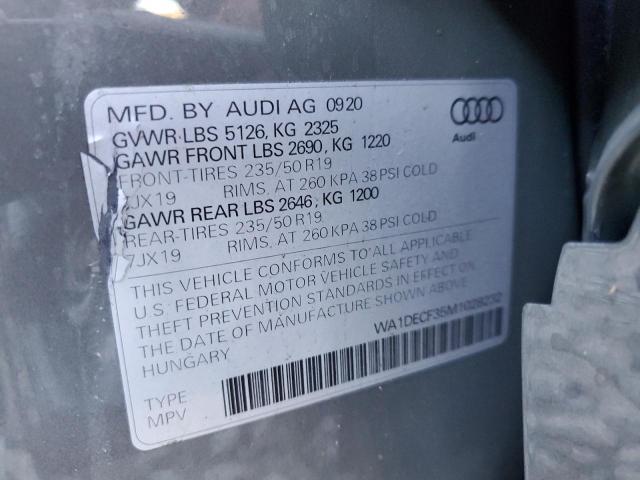 MFD. BY AUDI AG 0920
GVWR LBS 5126, KG 2325
GAWR FRONT LBS 2690, KG 1220
FRONT-TIRES 235/50 R19
7JX19 RIMS, AT 260 KPA 38 PSI COLD
GAWR REAR LBS 2646, KG 1200
REAR-TIRES 235/50 R19
7JX19 RIMS, AT 260 KPA 38 PSI COLD
Audi
THIS VEHICLE CONFORMS TO ALL APPLICABLE
U.S. FEDERAL MOTOR VEHICLE SAFETY AND
THEFT PREVENTION STANDARDS IN EFFECT ON
THE DATE OF MANUFACTURE SHOWN ABOVE.
HUNGARY
WA1DECF35M1028232
TYPE
MPV